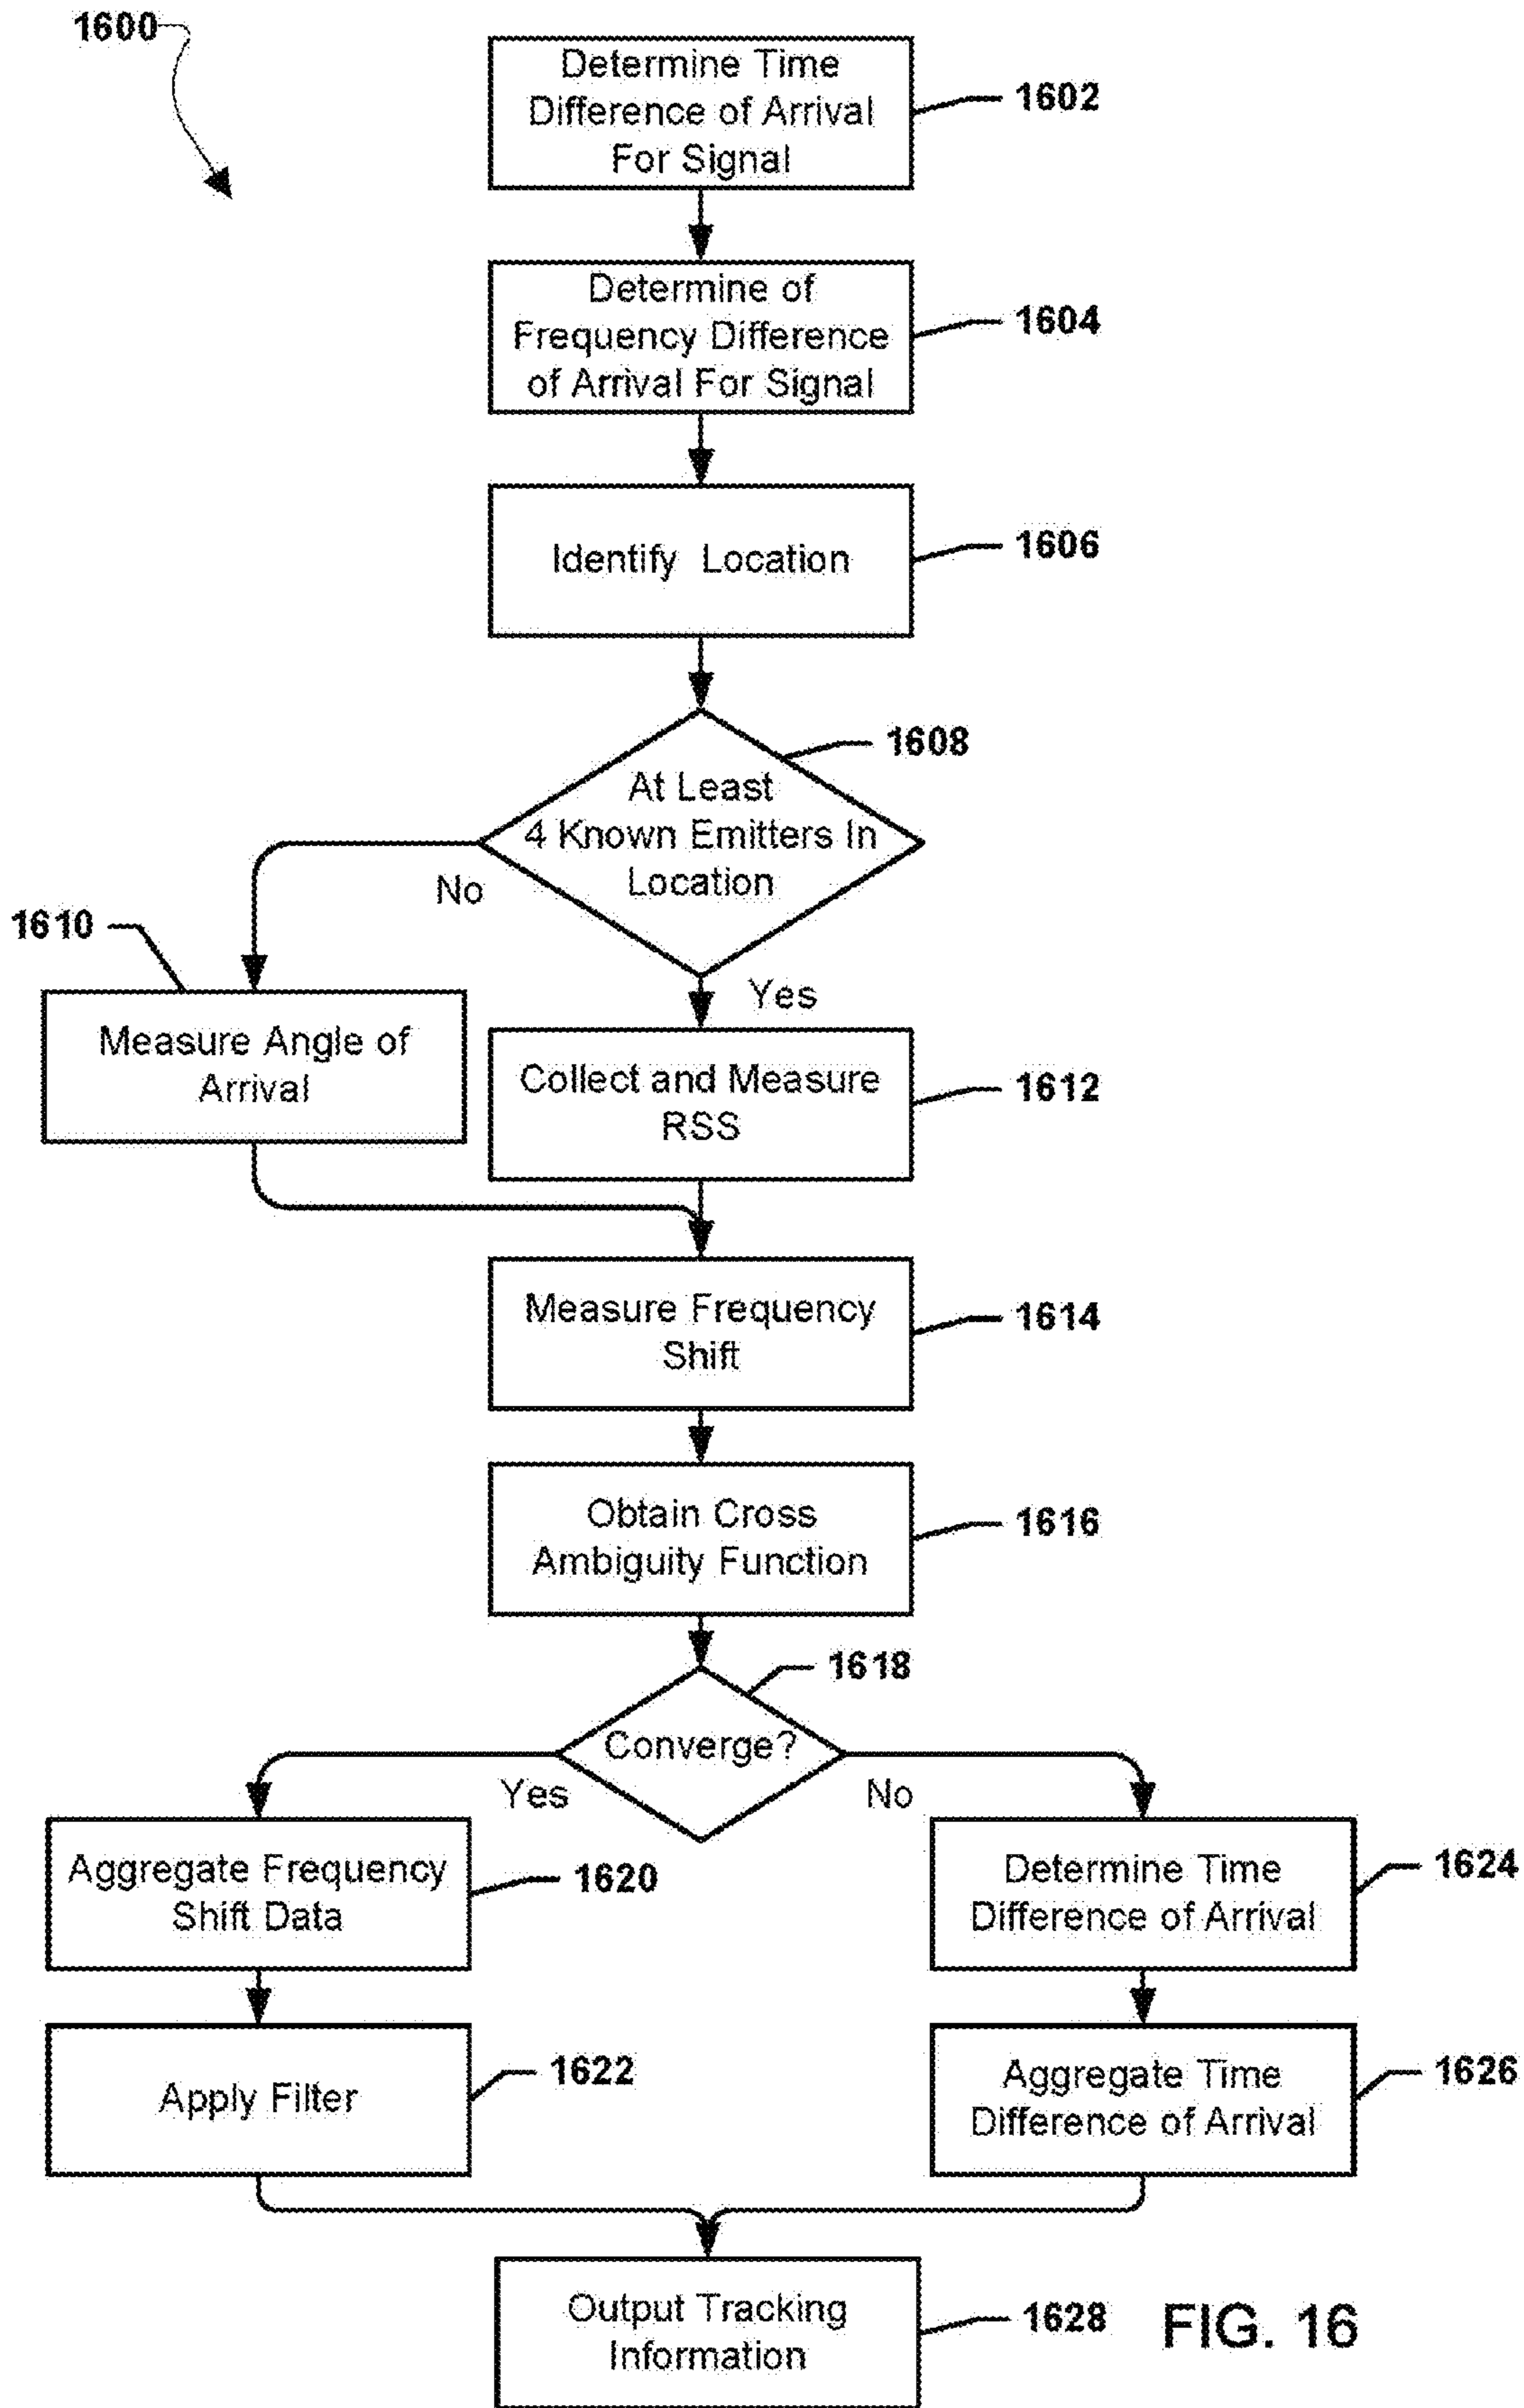 1600
Determine Time
Difference of Arrival
For Signal
1602
Determine of
Frequency Difference
of Arrival For Signal
1604
Identify Location
1606
1608
At Least
4 Known Emitters In
Location
No
Yes
1610
Measure Angle of
Arrival
Collect and Measure
RSS
1612
Measure Frequency
Shift
1614
Obtain Cross
Ambiguity Function
1616
1618
Converge?
Yes
No
Aggregate Frequency
Shift Data
1620
Determine Time
Difference of Arrival
1624
Apply Filter
1622
Aggregate Time
Difference of Arrival
1626
Output Tracking
Information
1628
FIG. 16